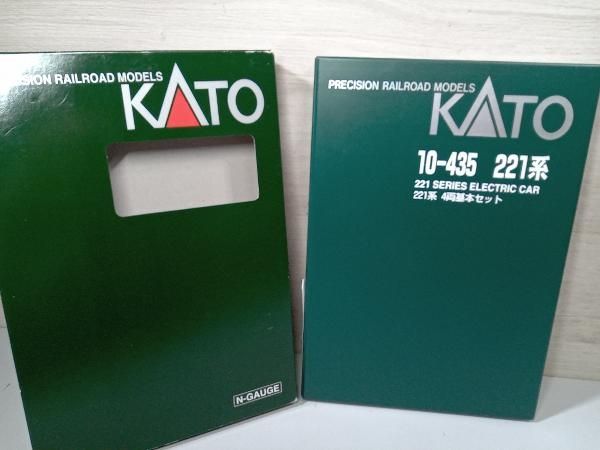 SION RAILROAD MODELS
KATO
N-GAUGE
PRECISION RAILROAD MODELS
KATO
10-435 221系
221 SERIES ELECTRIC CAR
221系 4両基本セット